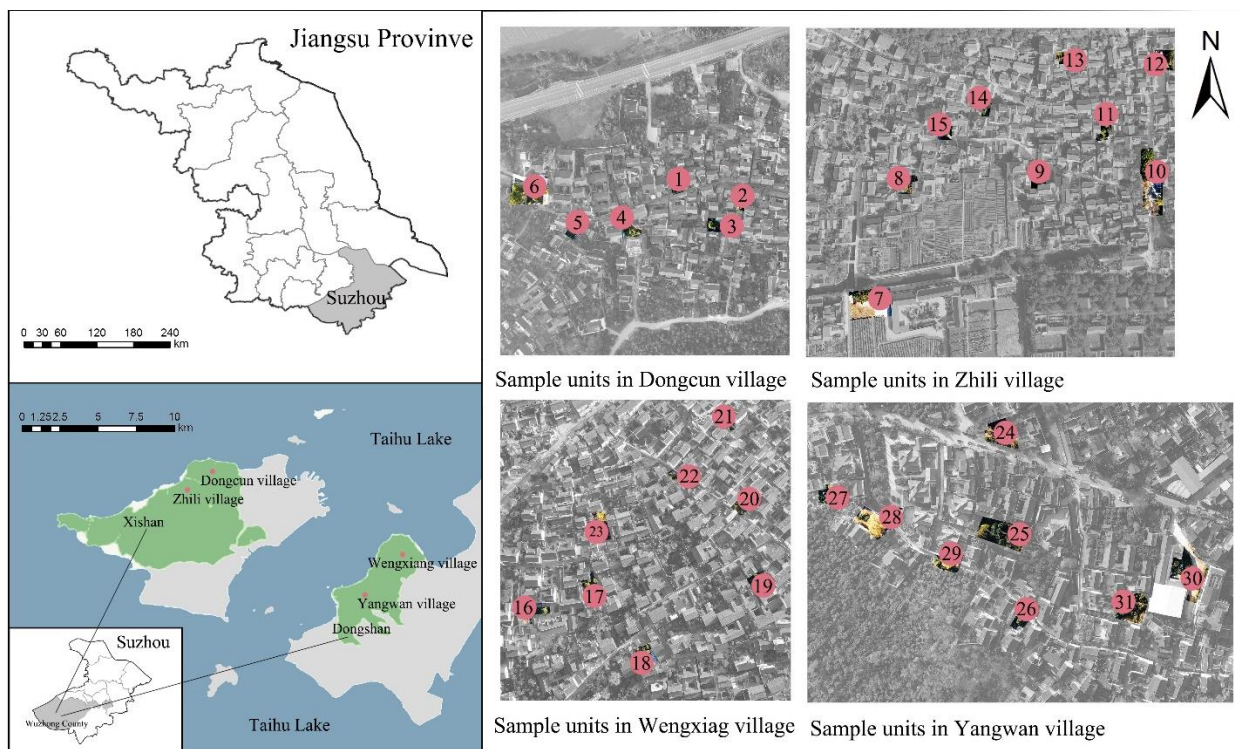 Jiangsu Provinve
Suzhou
0 30 60 120 180 240
km
0 1.252.5 5 7.5 10
km
Taihu Lake
Dongcun village
Zhili village
Xishan
Wengxiang village
Yangwan village
Dongshan
Suzhou
Wuzhong County
Taihu Lake
N
1
2
3
4
5
6
Sample units in Dongcun village
13
12
14
11
15
8
9
10
7
Sample units in Zhili village
21
22
20
23
19
17
16
18
Sample units in Wengxiag village
24
27
28
25
29
30
31
26
Sample units in Yangwan village